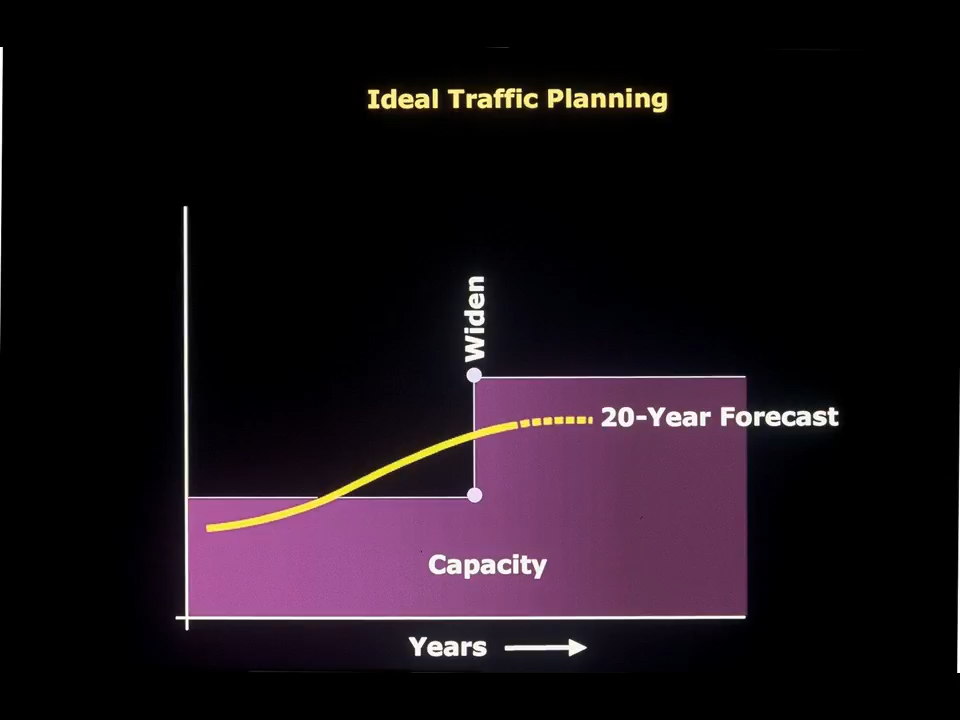 Ideal Traffic Planning
Widen
20-Year Forecast
Capacity
Years